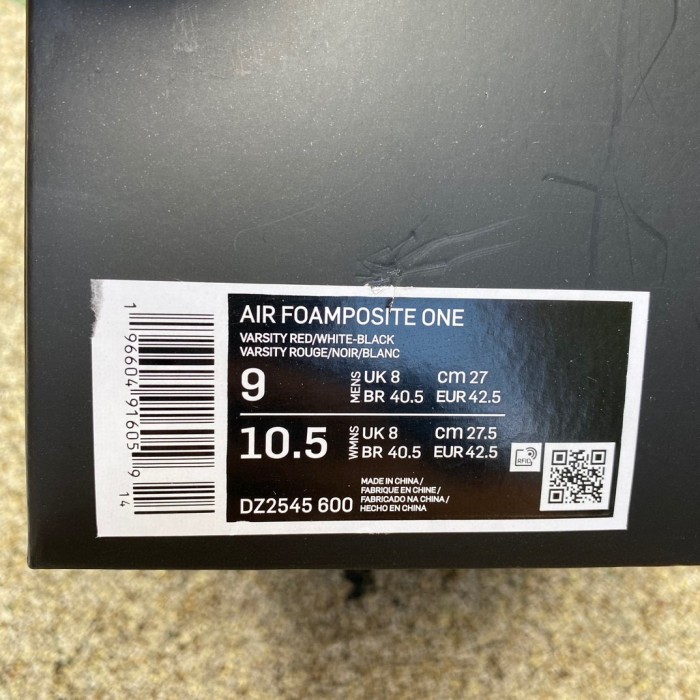 AIR FOAMPOSITE ONE
VARSITY RED/WHITE-BLACK
VARSITY ROUGE/NOIR/BLANC
9 MENS UK 8 cm 27
BR 40.5 EUR 42.5
10.5 WMNS UK 8 cm 27.5
BR 40.5 EUR 42.5
RFID
MADE IN CHINA/
FABRIQUE EN CHINE/
FABRICADO NA CHINA/
HECHO EN CHINA
DZ2545 600
1 96604 91605 9 14